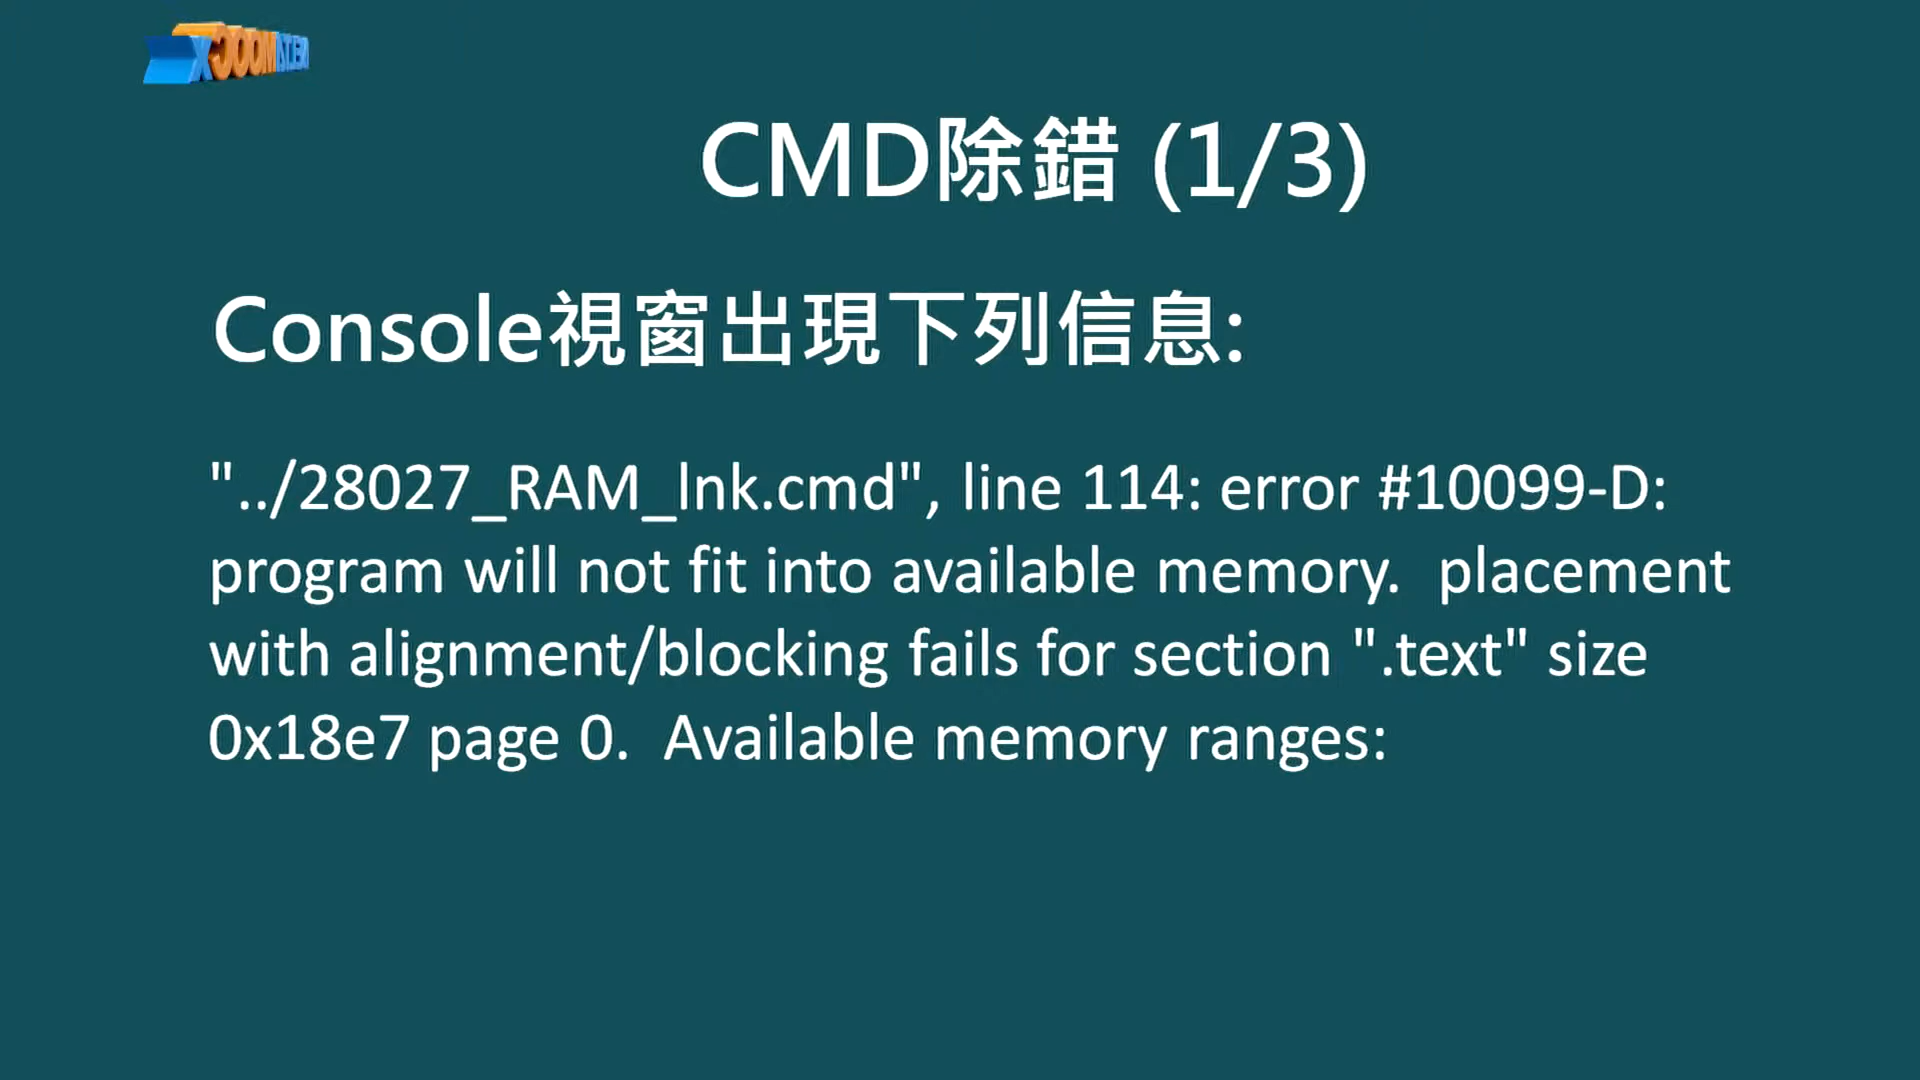 CMD除錯 (1/3)
Console視窗出現下列信息:
"../28027_RAM_lnk.cmd", line 114: error #10099-D:
program will not fit into available memory.  placement
with alignment/blocking fails for section ".text" size
0x18e7 page 0.  Available memory ranges: